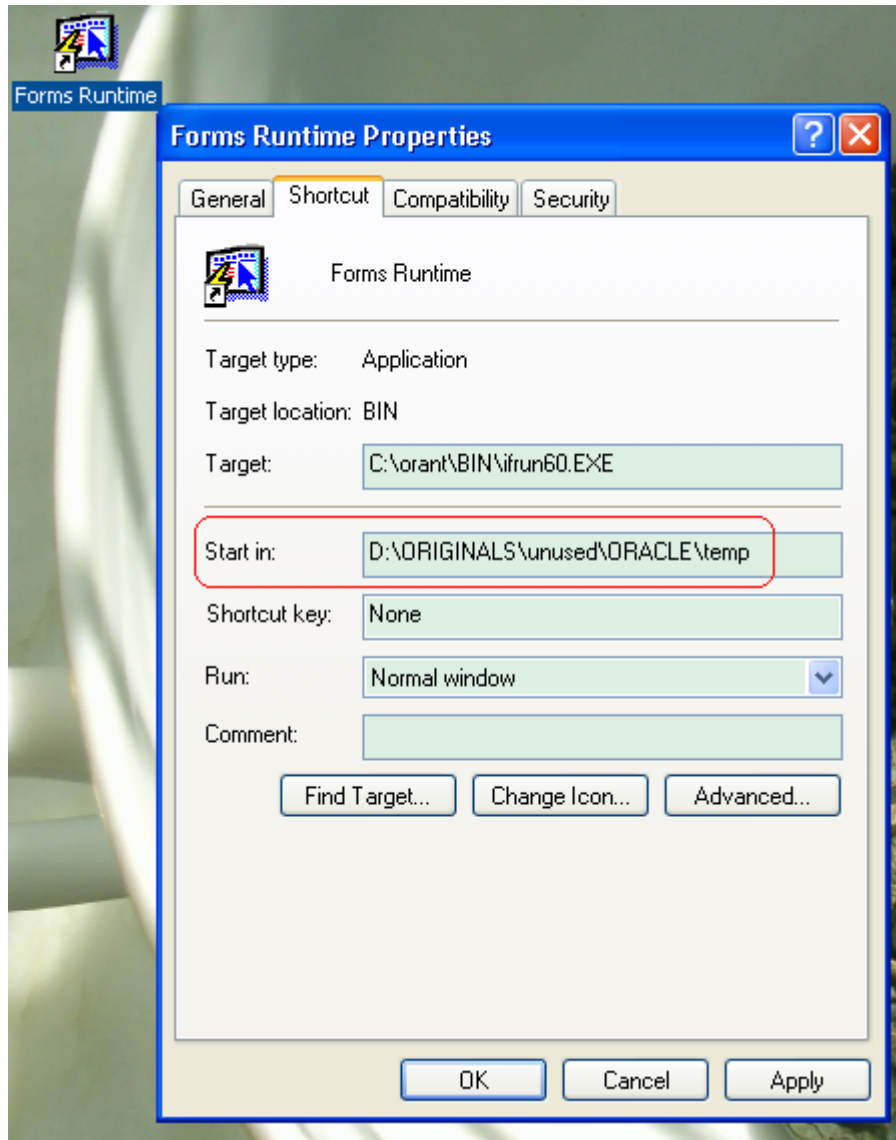 Forms Runtime
Forms Runtime Properties
General Shortcut Compatibility Security
Forms Runtime
Target type: Application
Target location: BIN
Target: C:\orant\BIN\ifrun60.EXE
Start in: D:\ORIGINALS\unused\ORACLE\temp
Shortcut key: None
Run: Normal window
Comment:
Find Target... Change Icon... Advanced...
OK Cancel Apply